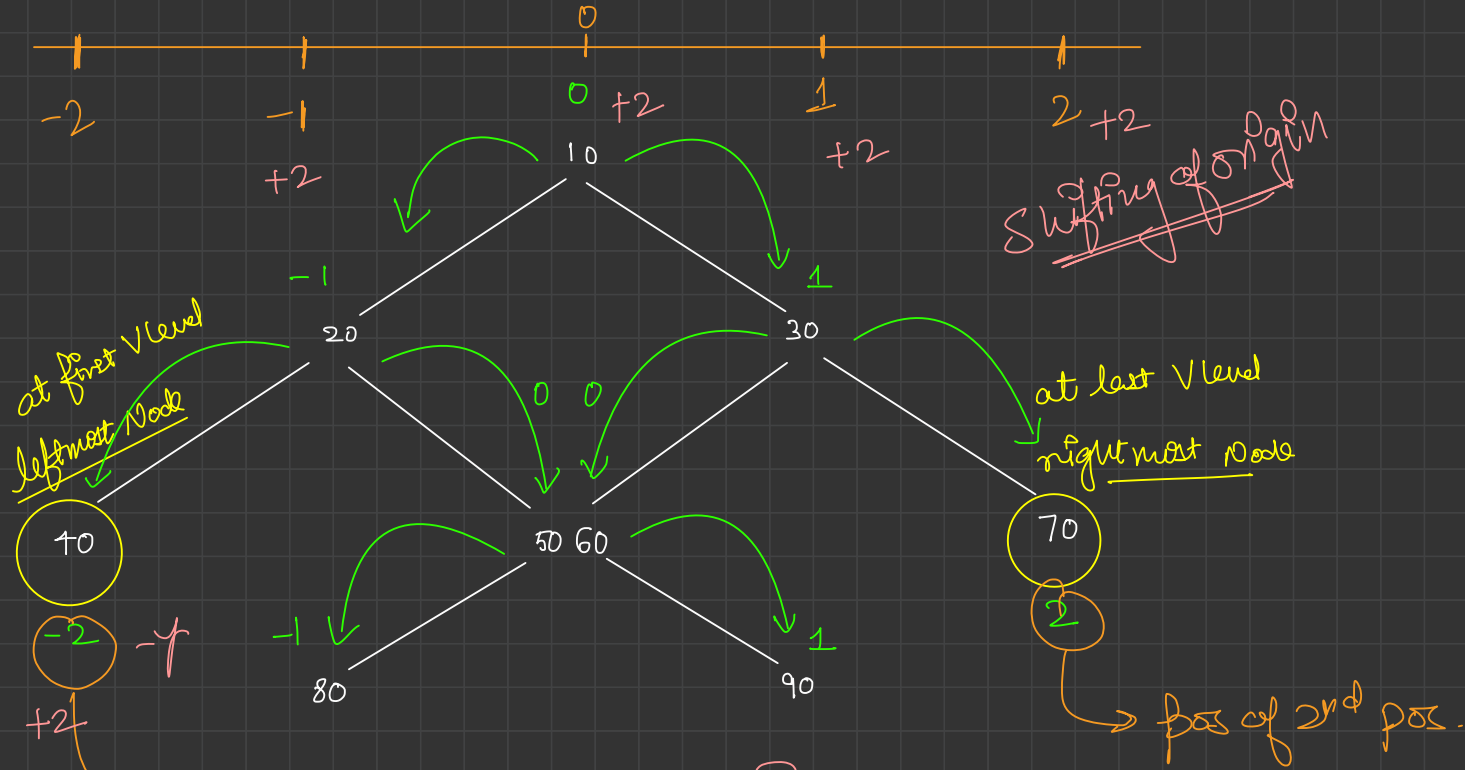 0
-2 -1 1 2
0 +2 +2
+2 +2
10
Shifting of origin
-1 1
20 30
at first Vlevel
leftmost Node
0 0
at last Vlevel
rightmost Node
40 50 60 70
-2 -1 1 2
80 90
+2
pos of 2nd pos.